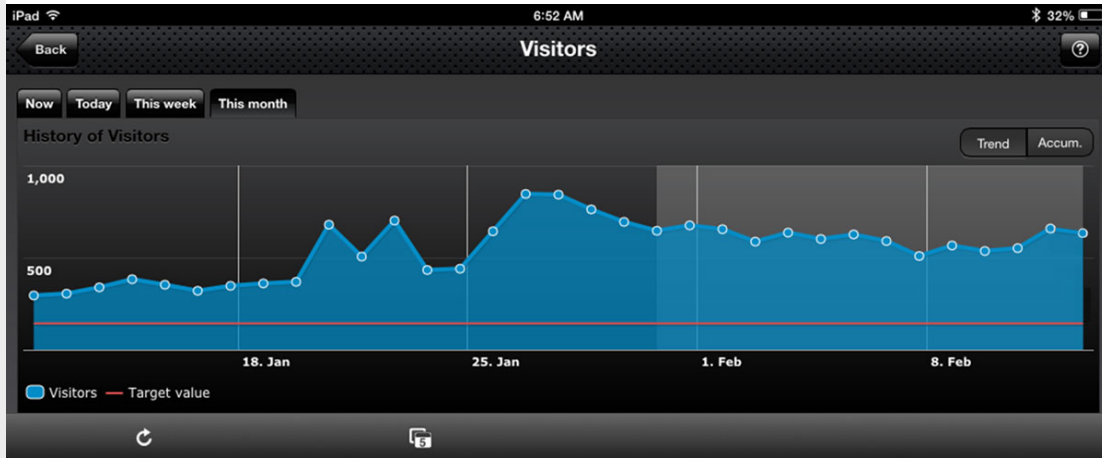 iPad 6:52 AM 32%
Back Visitors ?
Now Today This week This month
History of Visitors
Trend Accum.
1,000
500
18. Jan 25. Jan 1. Feb 8. Feb
Visitors Target value
5